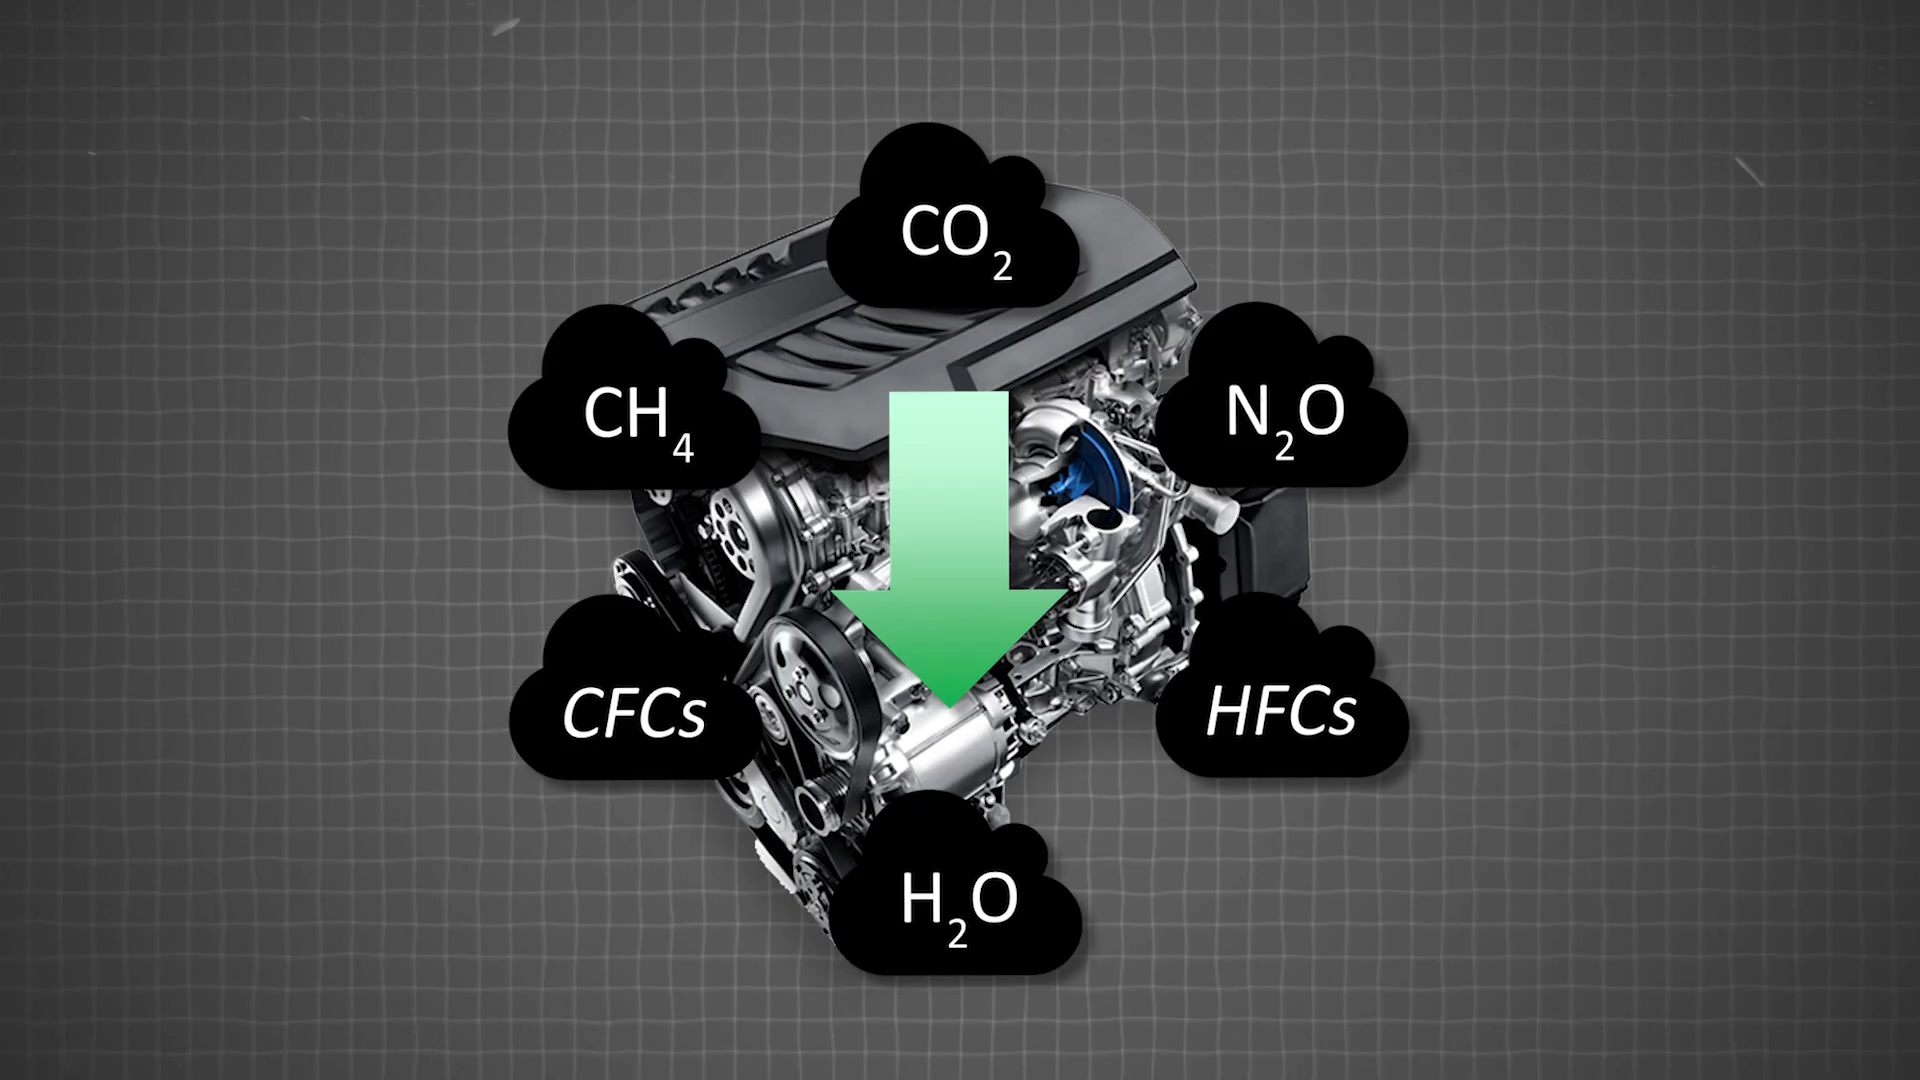 CO₂
CH₄
N₂O
CFCs
HFCs
H₂O